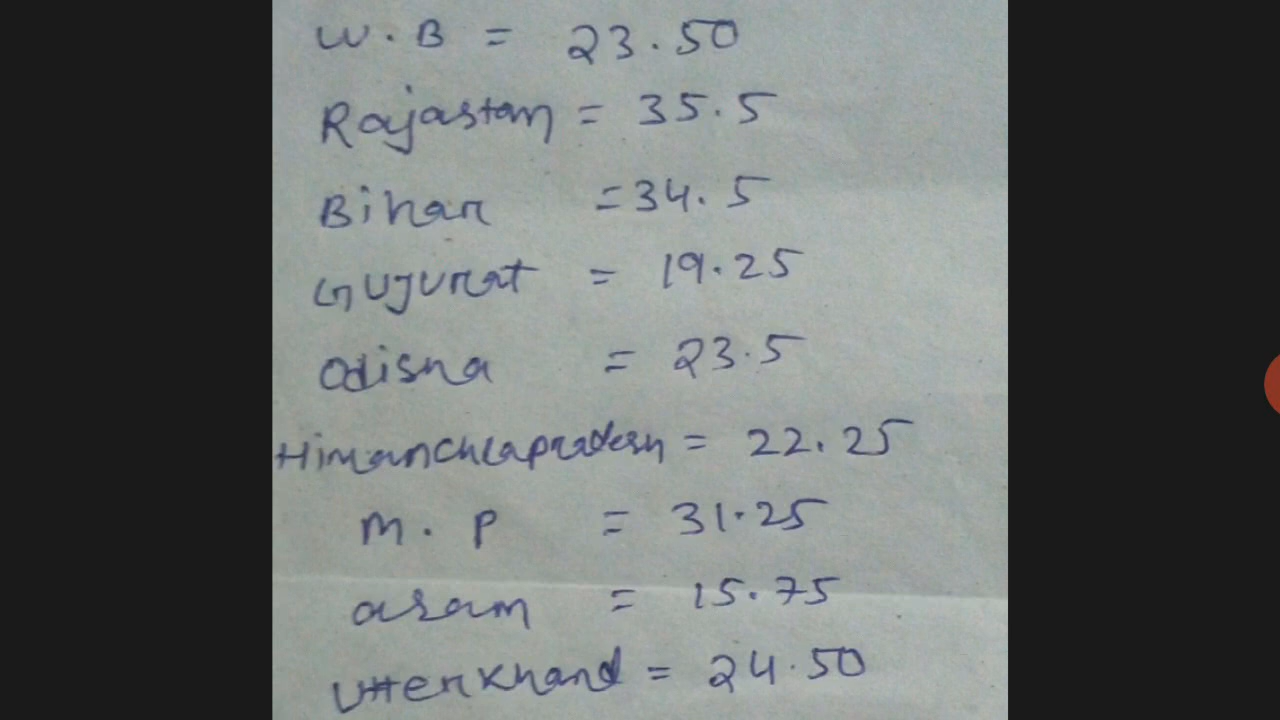 W.B = 23.50
Rajastan = 35.5
Bihar = 34.5
Gujurat = 19.25
Odisha = 23.5
Himanchlapradesh = 22.25
M.P = 31.25
asam = 15.75
Utterkhand = 24.50